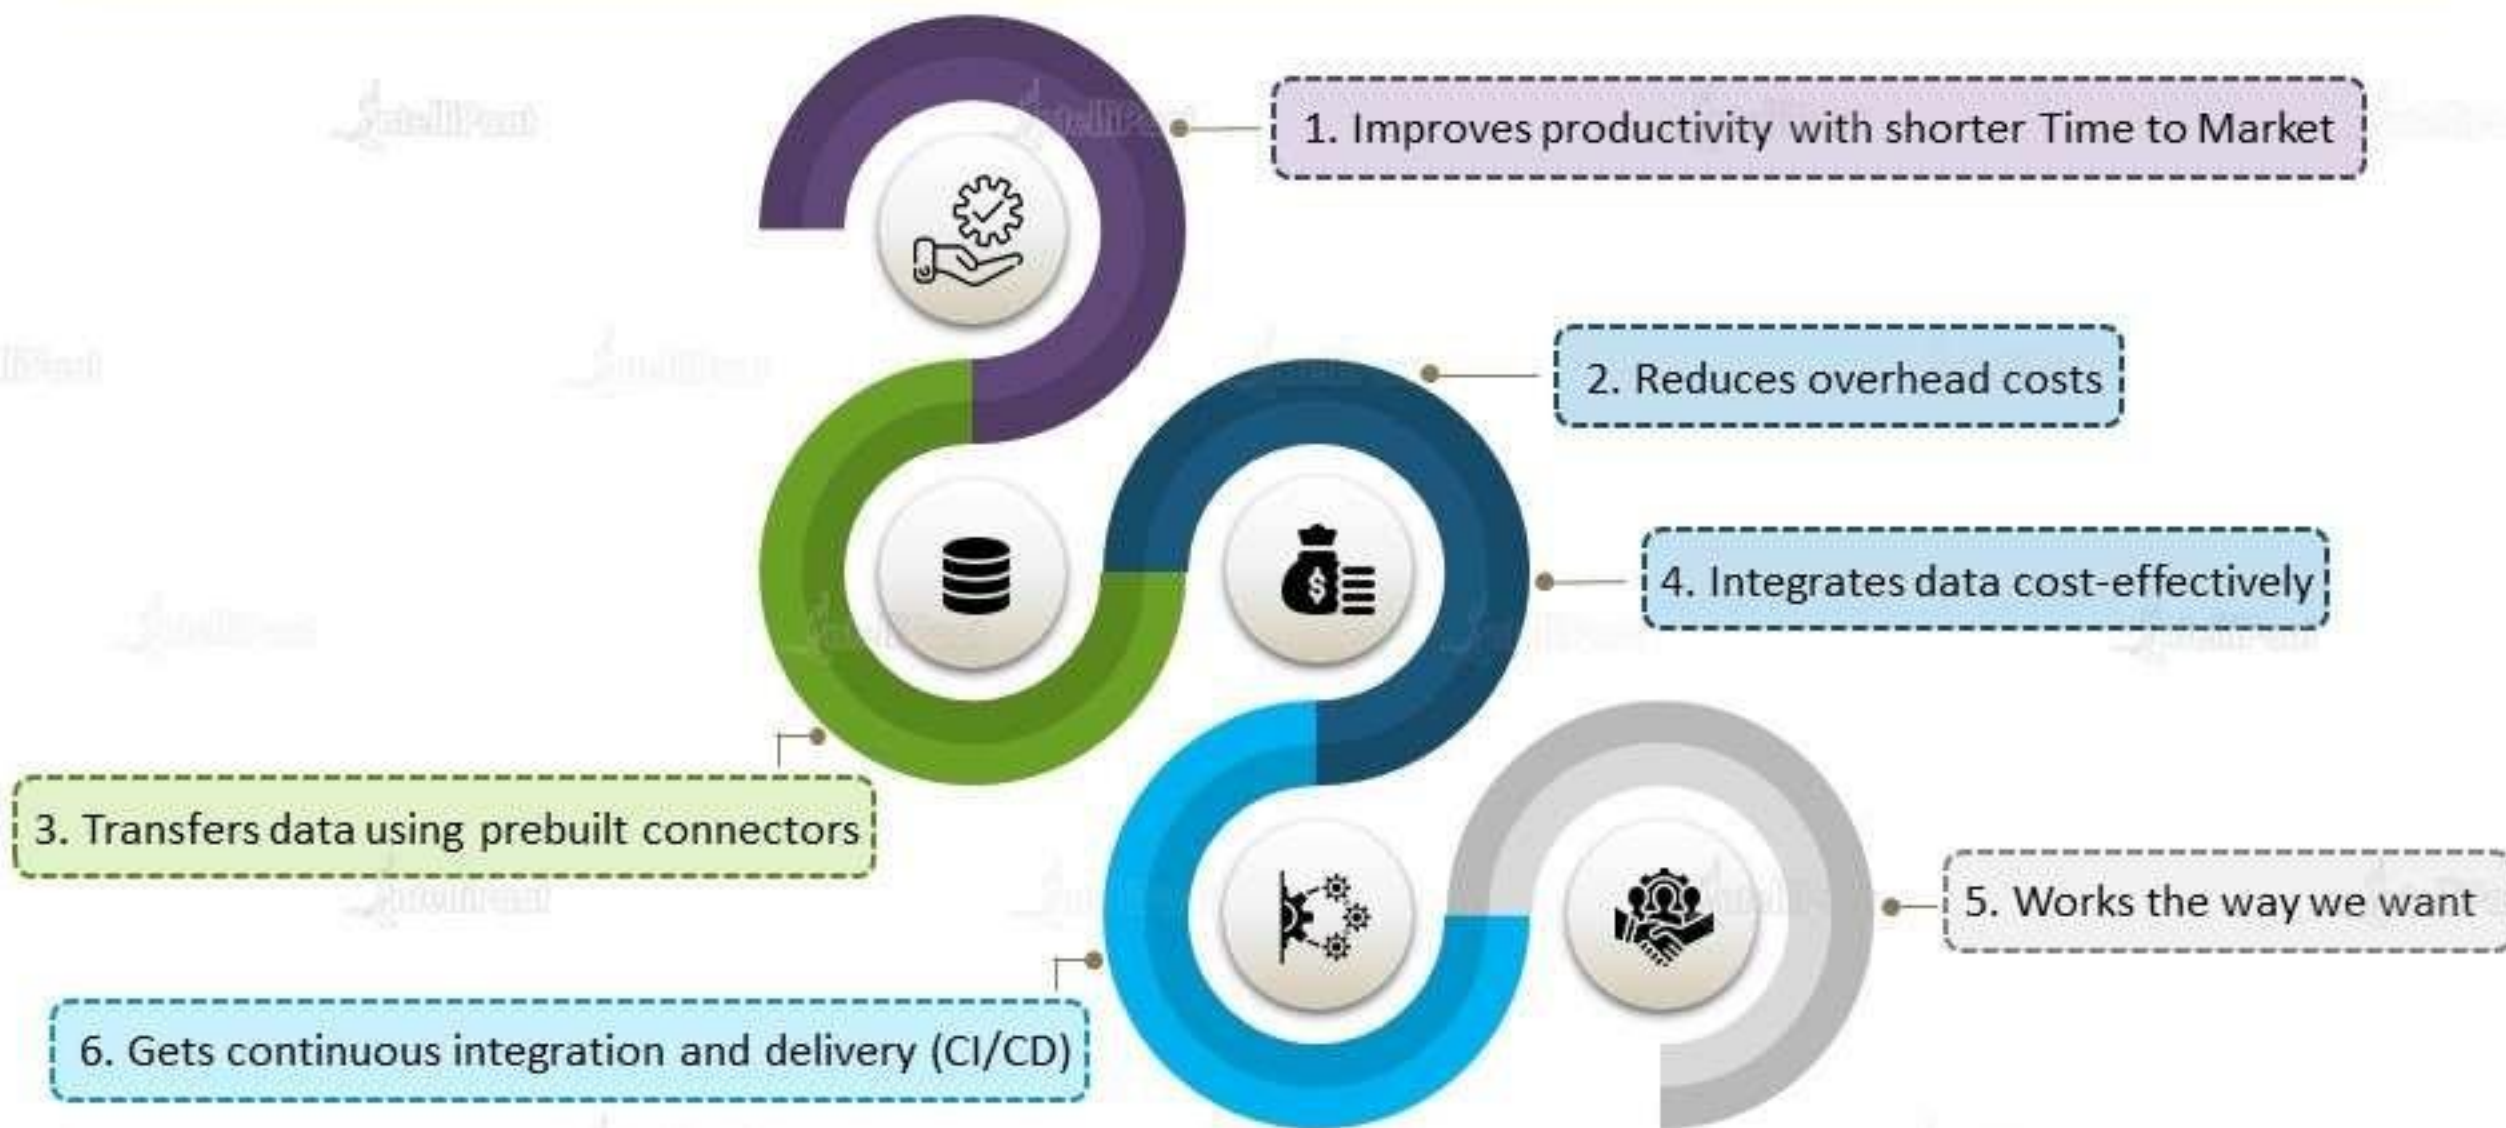 1. Improves productivity with shorter Time to Market
2. Reduces overhead costs
4. Integrates data cost-effectively
3. Transfers data using prebuilt connectors
5. Works the way we want
6. Gets continuous integration and delivery (CI/CD)